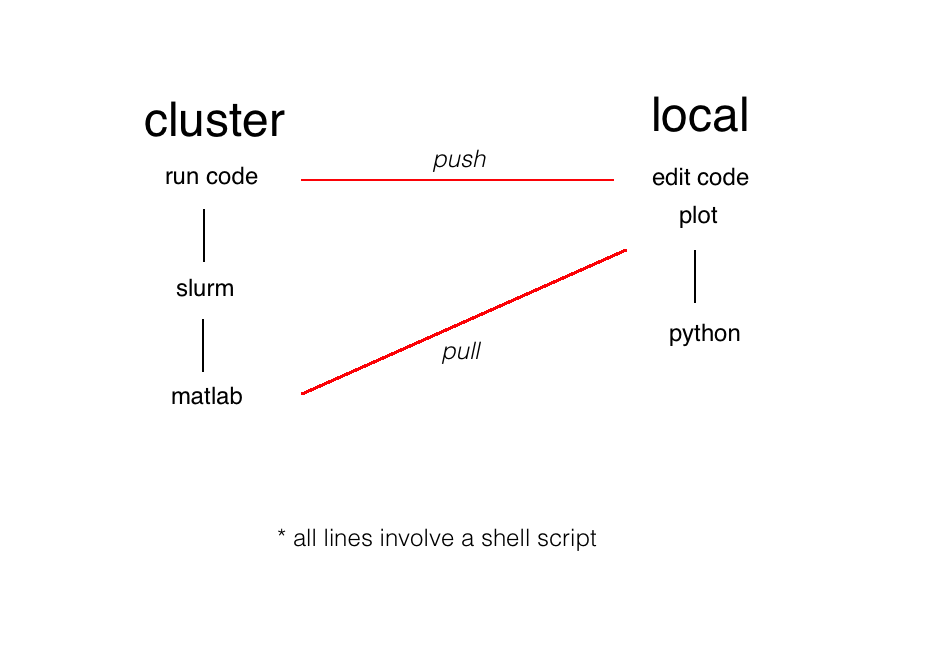 cluster
local
run code
push
edit code
plot
slurm
python
pull
matlab
* all lines involve a shell script